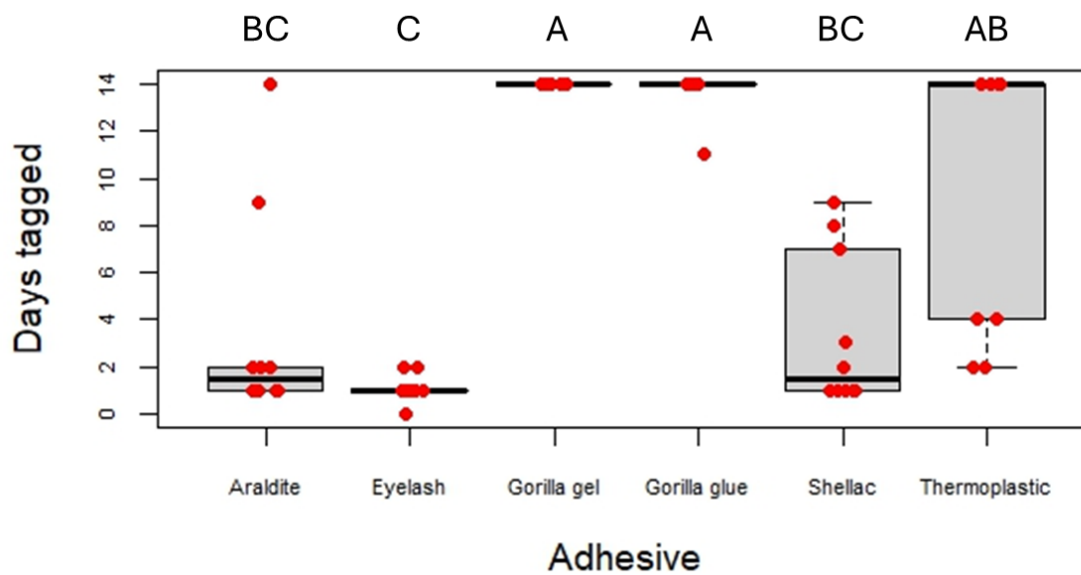 BC C A A BC AB
Days tagged
14
12
10
8
6
4
2
0
Araldite Eyelash Gorilla gel Gorilla glue Shellac Thermoplastic
Adhesive